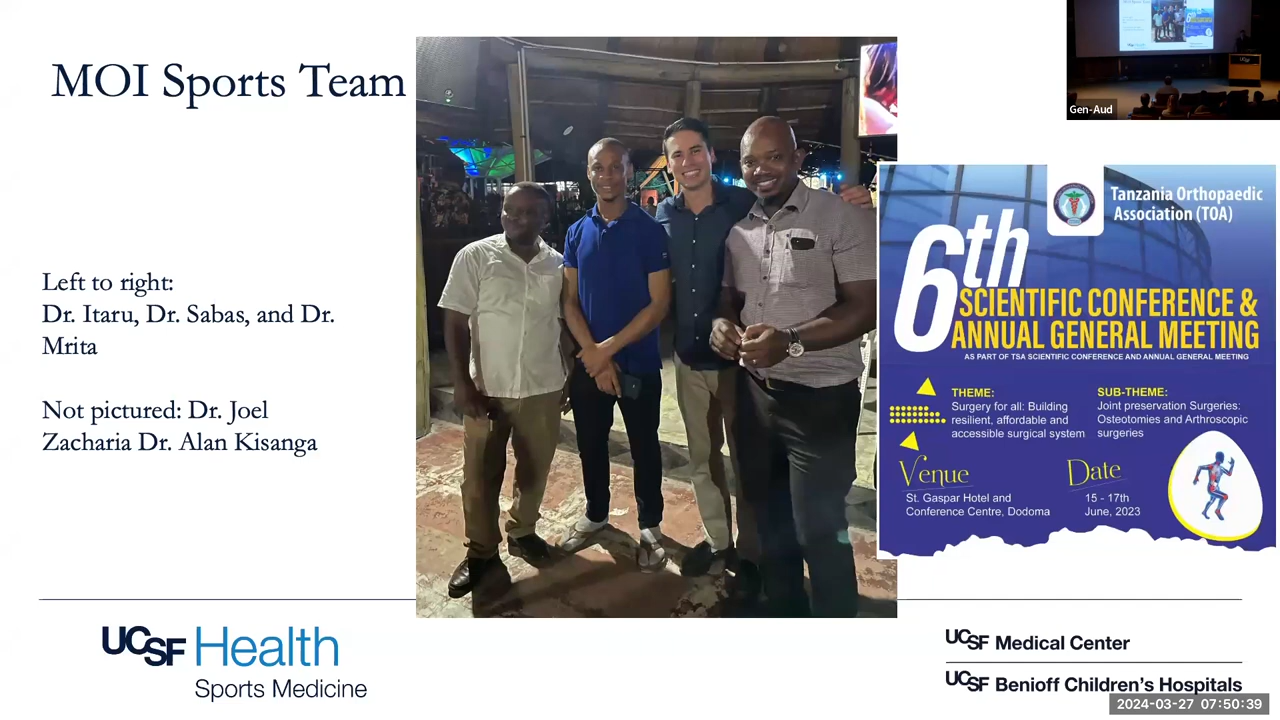 MOI Sports Team
Left to right:
Dr. Itaru, Dr. Sabas, and Dr.
Mrita
Not pictured: Dr. Joel
Zacharia Dr. Alan Kisanga
Gen-Aud
Tanzania Orthopaedic
Association (TOA)
6th
SCIENTIFIC CONFERENCE &
ANNUAL GENERAL MEETING
AS PART OF TSA SCIENTIFIC CONFERENCE AND ANNUAL GENERAL MEETING
THEME:
Surgery for all: Building
resilient, affordable and
accessible surgical system
SUB-THEME:
Joint preservation Surgeries:
Osteotomies and Arthroscopic
surgeries
Venue
St. Gaspar Hotel and
Conference Centre, Dodoma
Date
15 - 17th
June, 2023
UCSF Health
Sports Medicine
UCSF Medical Center
UCSF Benioff Children's Hospitals
2024-03-27 07:50:39